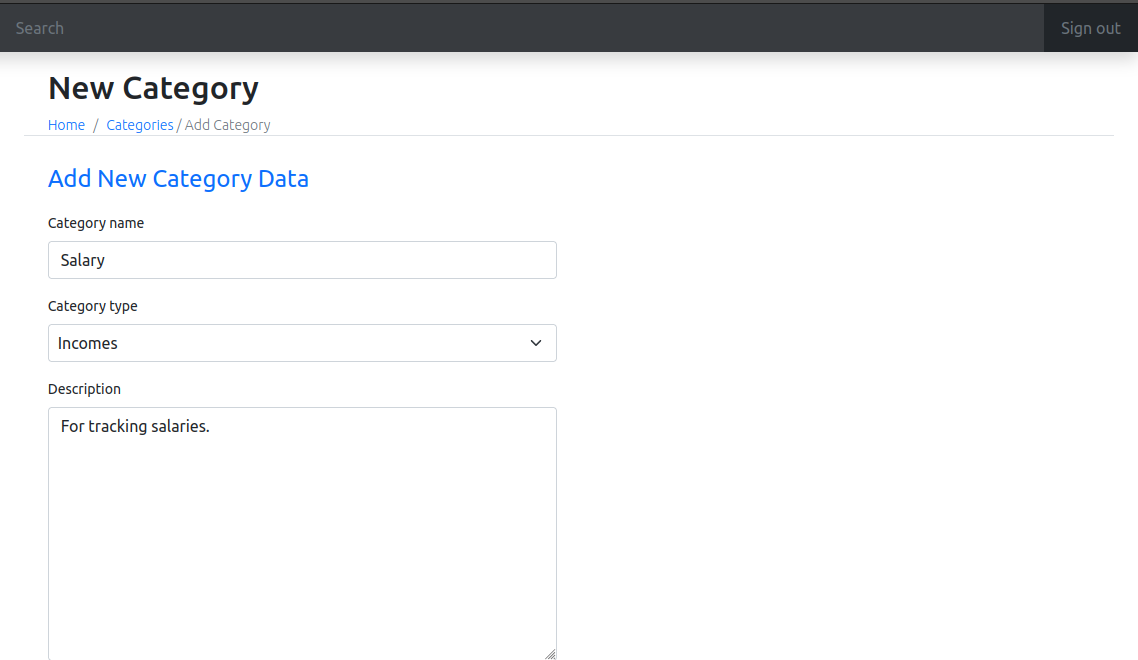 Search Sign out
New Category
Home / Categories / Add Category
Add New Category Data
Category name
Salary
Category type
Incomes
Description
For tracking salaries.